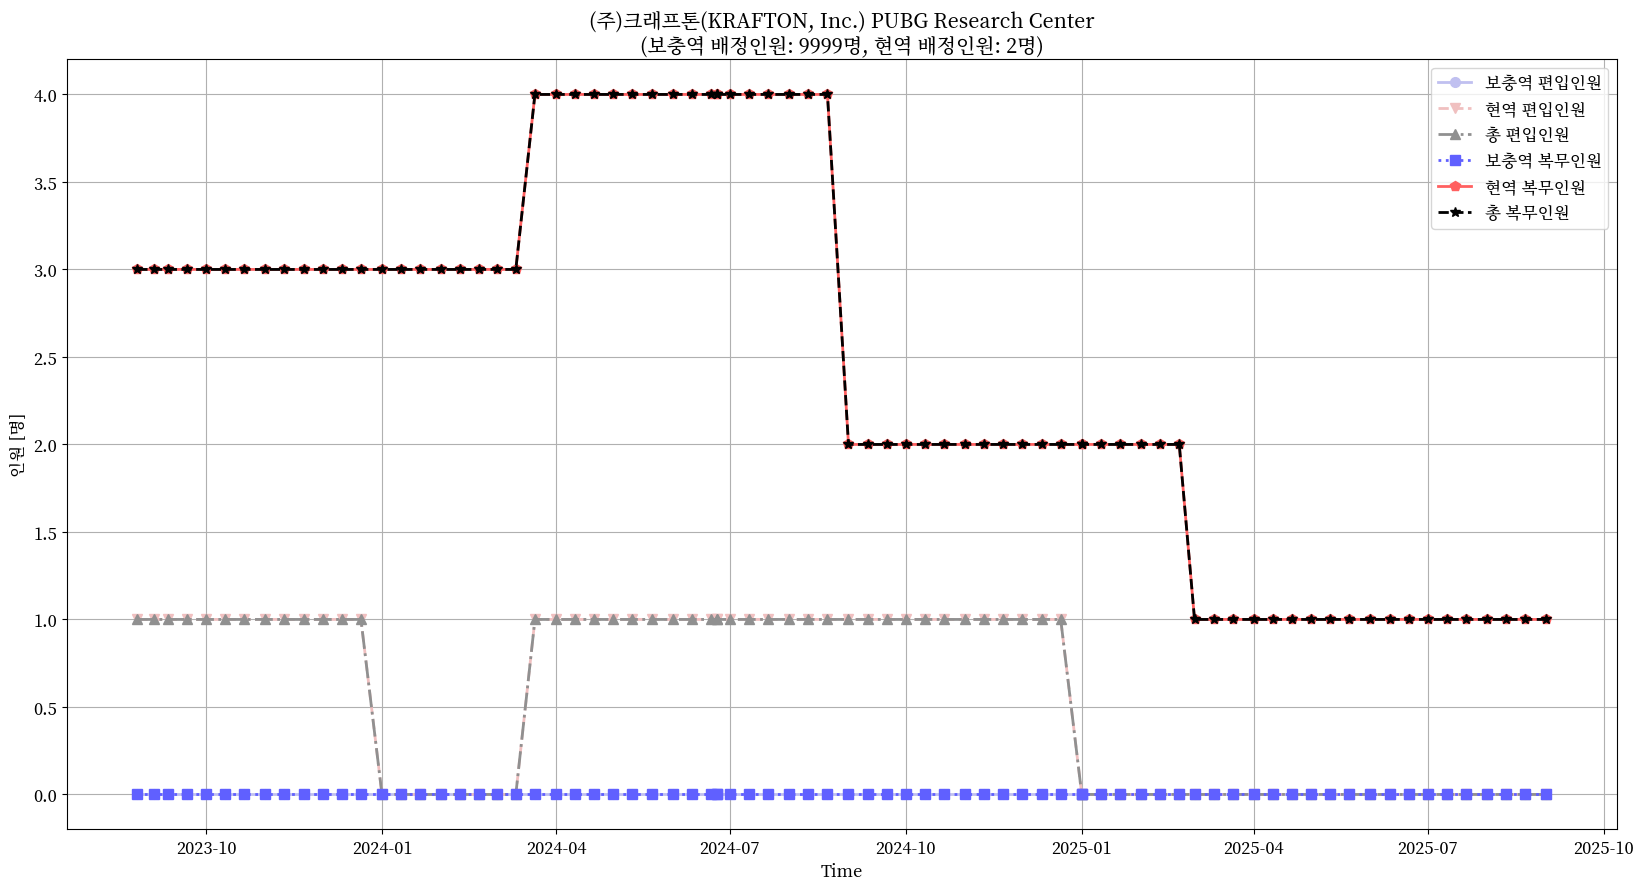 (주)크래프톤(KRAFTON, Inc.) PUBG Research Center
(보충역 배정인원: 9999명, 현역 배정인원: 2명)
보충역 편입인원
현역 편입인원
총 편입인원
보충역 복무인원
현역 복무인원
총 복무인원
인원 [명]
4.0
3.5
3.0
2.5
2.0
1.5
1.0
0.5
0.0
2023-10
2024-01
2024-04
2024-07
2024-10
2025-01
2025-04
2025-07
2025-10
Time